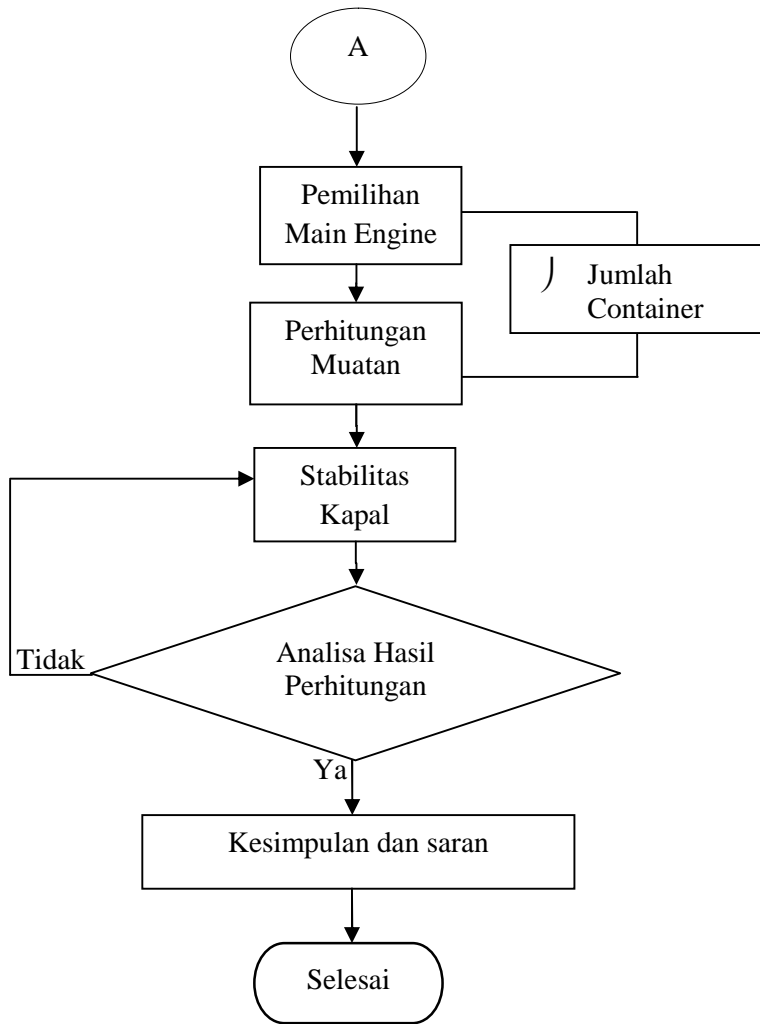 A
Pemilihan
Main Engine
Jumlah
Container
Perhitungan
Muatan
Stabilitas
Kapal
Tidak
Analisa Hasil
Perhitungan
Ya
Kesimpulan dan saran
Selesai